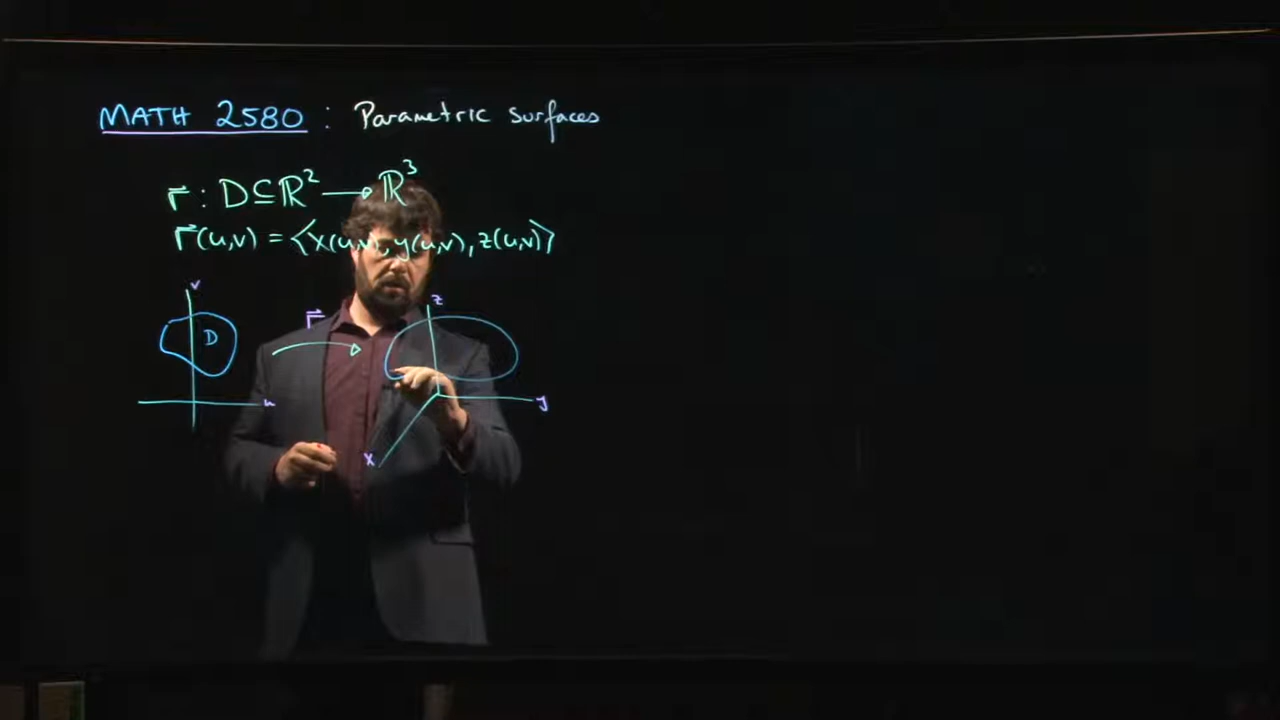 MATH 2580 : Parametric surfaces
r⃗ : D ⊆ ℝ² → ℝ³
r⃗(u,v) = ⟨x(u,v), y(u,v), z(u,v)⟩
v
z
r⃗
D
u
y
x